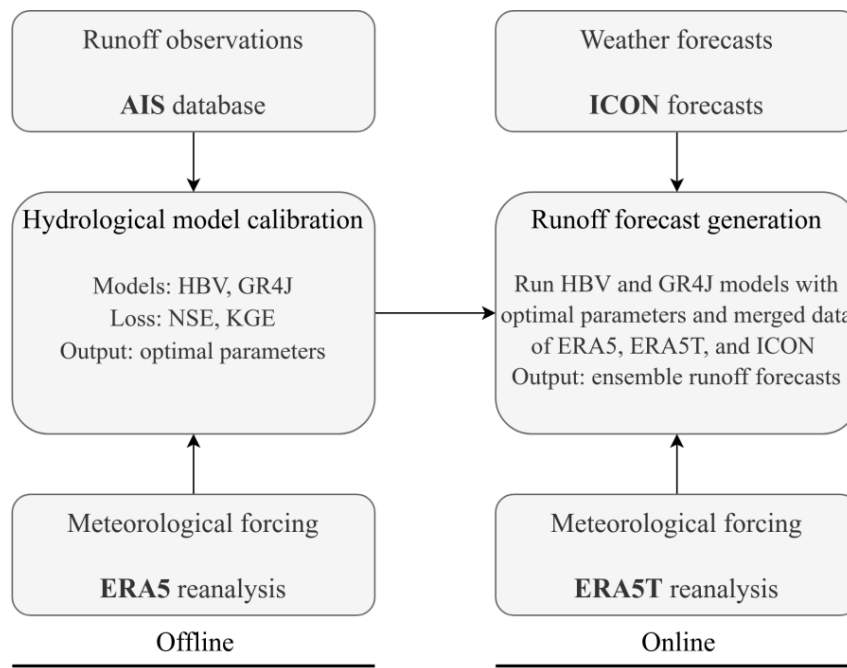 Runoff observations
AIS database
Weather forecasts
ICON forecasts
Hydrological model calibration
Models: HBV, GR4J
Loss: NSE, KGE
Output: optimal parameters
Runoff forecast generation
Run HBV and GR4J models with
optimal parameters and merged data
of ERA5, ERA5T, and ICON
Output: ensemble runoff forecasts
Meteorological forcing
ERA5 reanalysis
Meteorological forcing
ERA5T reanalysis
Offline
Online